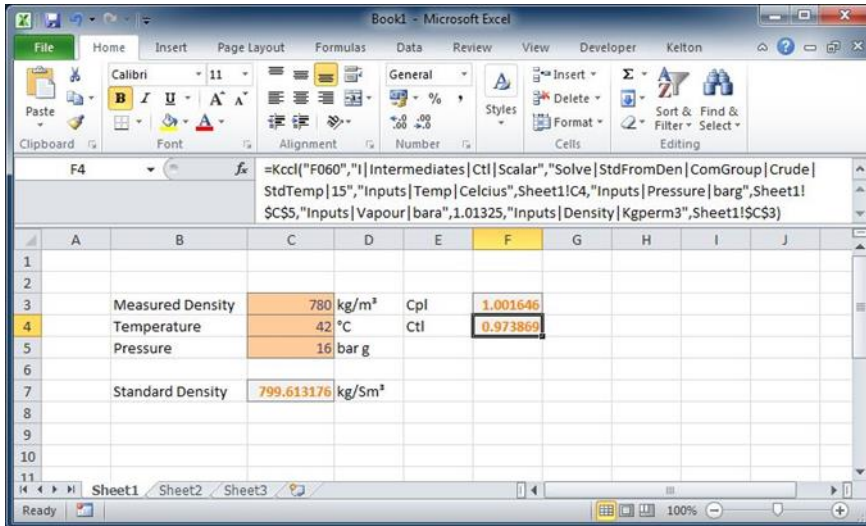 Book1 - Microsoft Excel
File Home Insert Page Layout Formulas Data Review View Developer Kelton
Paste
Calibri 11
B I U A A
General
% ,
Styles
Insert
Delete
Format
Σ
Sort & Filter
Find & Select
Clipboard Font Alignment Number Cells Editing
F4 fx =Kccl("F060","I|Intermediates|Ctl|Scalar","Solve|StdFromDen|ComGroup|Crude|
StdTemp|15","Inputs|Temp|Celcius",Sheet1!C4,"Inputs|Pressure|barg",Sheet1!
$C$5,"Inputs|Vapour|bara",1.01325,"Inputs|Density|Kgperm3",Sheet1!$C$3)
A B C D E F G H I J
1
2
3 Measured Density 780 kg/m³ Cpl 1.001646
4 Temperature 42 °C Ctl 0.973869
5 Pressure 16 bar g
6
7 Standard Density 799.613176 kg/Sm³
8
9
10
11
Sheet1 Sheet2 Sheet3
Ready 100%